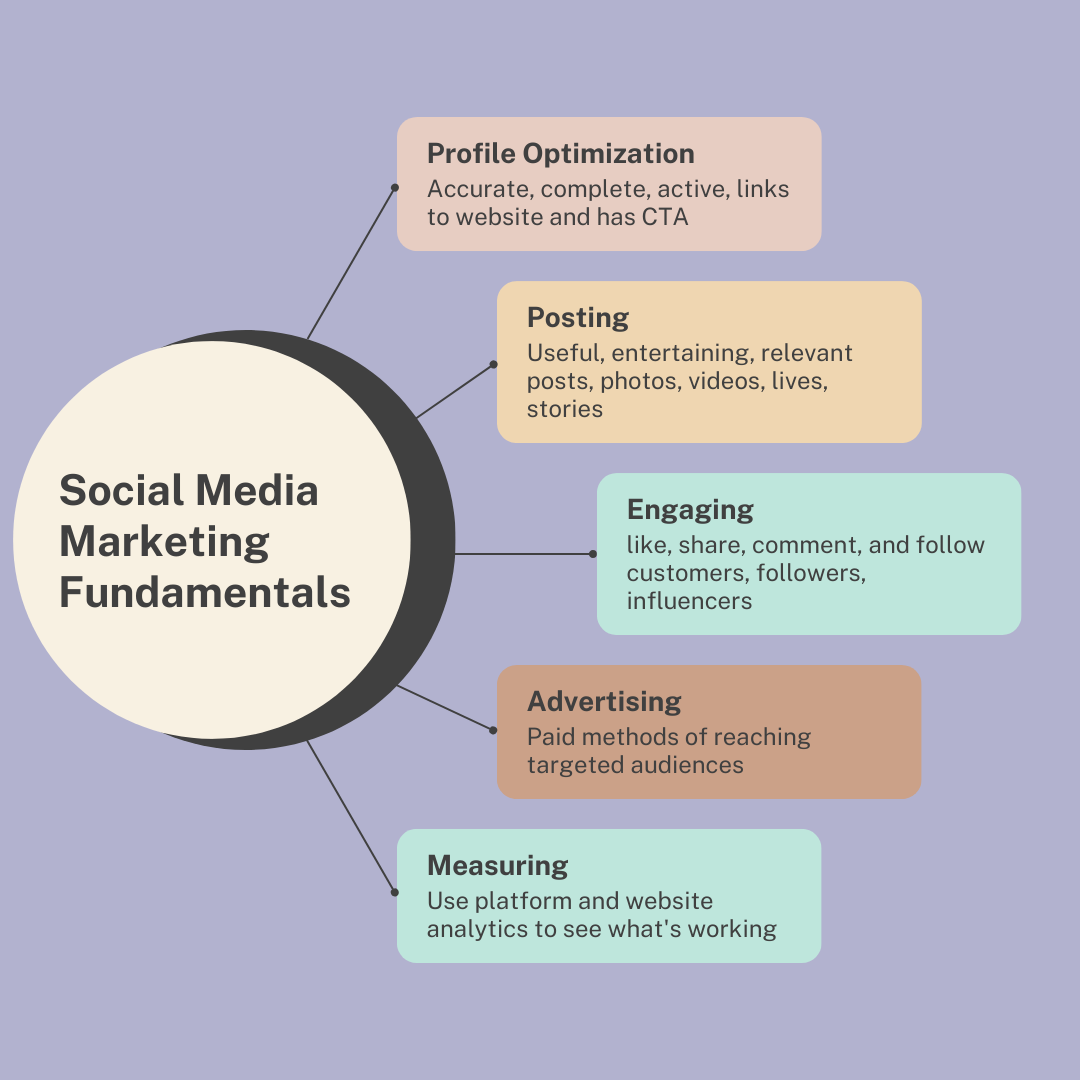 Social Media
Marketing
Fundamentals
Profile Optimization
Accurate, complete, active, links
to website and has CTA
Posting
Useful, entertaining, relevant
posts, photos, videos, lives,
stories
Engaging
like, share, comment, and follow
customers, followers,
influencers
Advertising
Paid methods of reaching
targeted audiences
Measuring
Use platform and website
analytics to see what's working